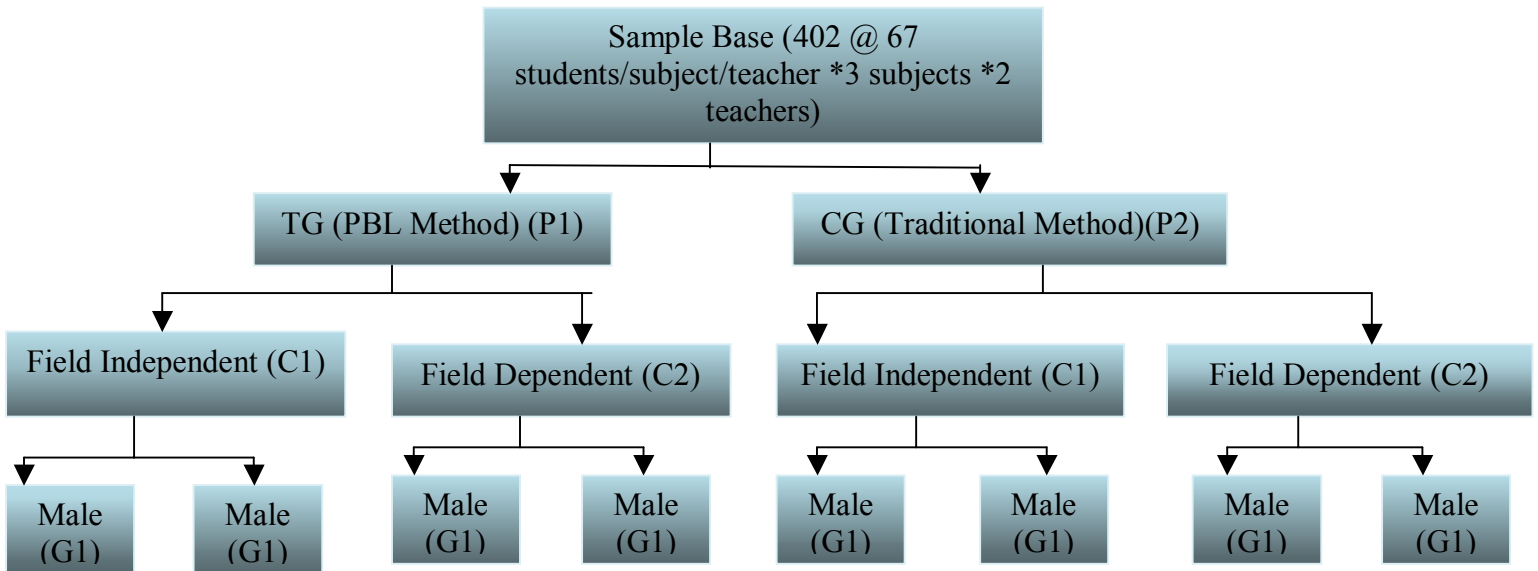 Sample Base (402 @ 67
students/subject/teacher *3 subjects *2
teachers)
TG (PBL Method) (P1)
CG (Traditional Method)(P2)
Field Independent (C1)
Field Dependent (C2)
Field Independent (C1)
Field Dependent (C2)
Male
(G1)
Male
(G1)
Male
(G1)
Male
(G1)
Male
(G1)
Male
(G1)
Male
(G1)
Male
(G1)